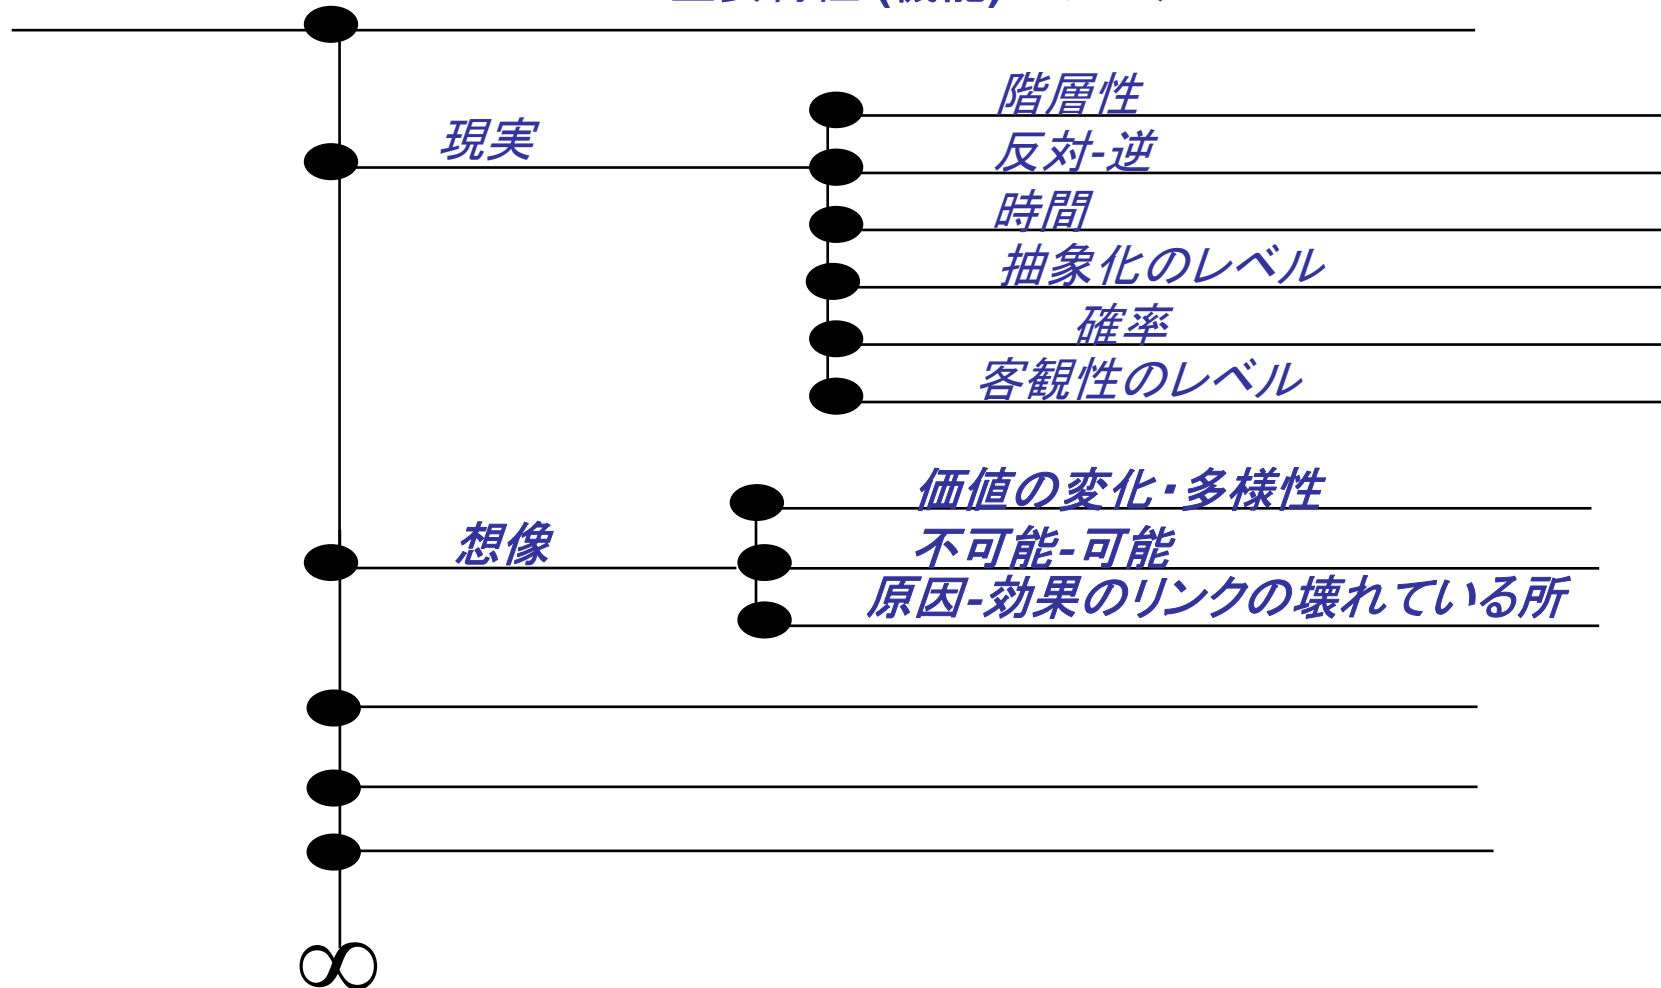 (機能)
現実
階層性
反対-逆
時間
抽象化のレベル
確率
客観性のレベル
想像
価値の変化・多様性
不可能-可能
原因-効果のリンクの壊れている所
∞